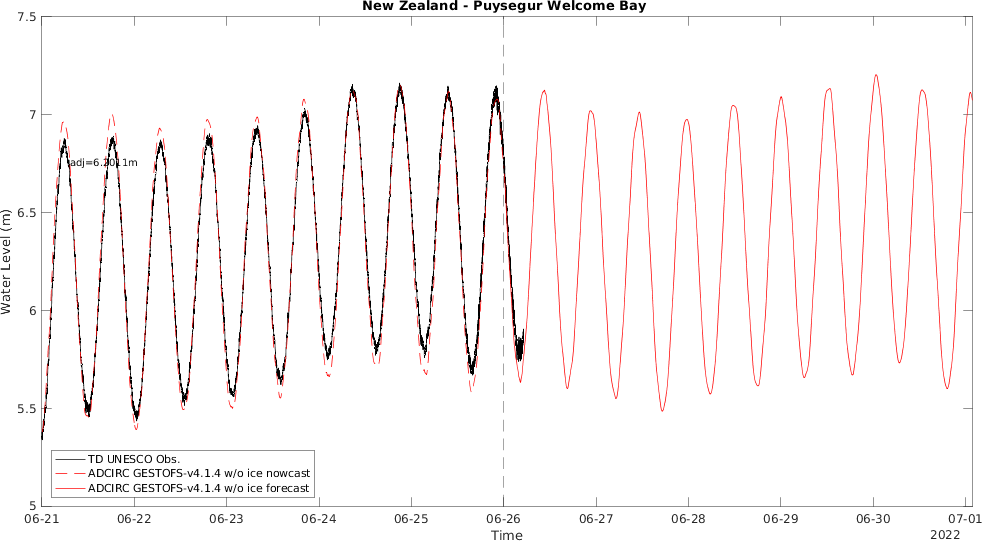 New Zealand - Puysegur Welcome Bay
7.5
7
6.5
6
5.5
5
Water Level (m)
adj=6.2011m
TD UNESCO Obs.
ADCIRC GESTOFS-v4.1.4 w/o ice nowcast
ADCIRC GESTOFS-v4.1.4 w/o ice forecast
06-21 06-22 06-23 06-24 06-25 06-26 06-27 06-28 06-29 06-30 07-01
Time
2022